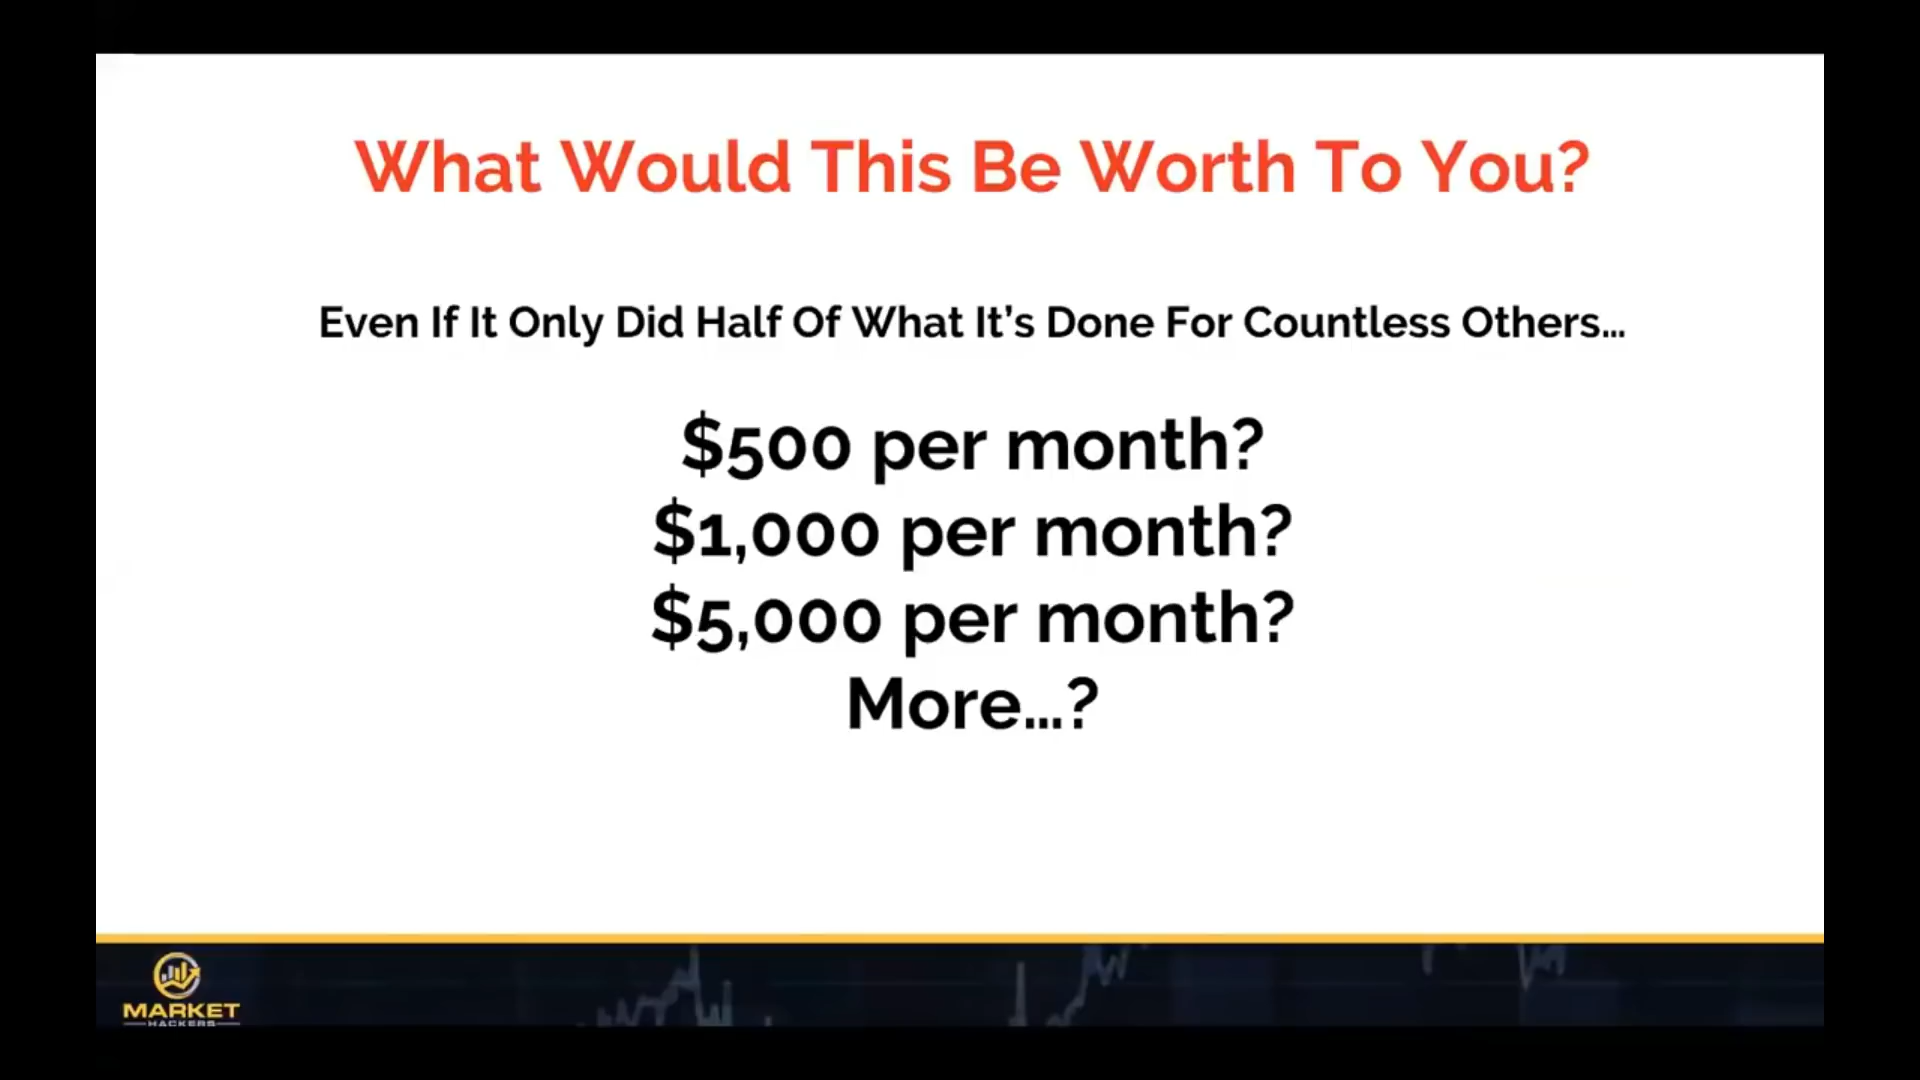 What Would This Be Worth To You?
Even If It Only Did Half Of What It's Done For Countless Others...
$500 per month?
$1,000 per month?
$5,000 per month?
More...?
MARKET
HACKERS